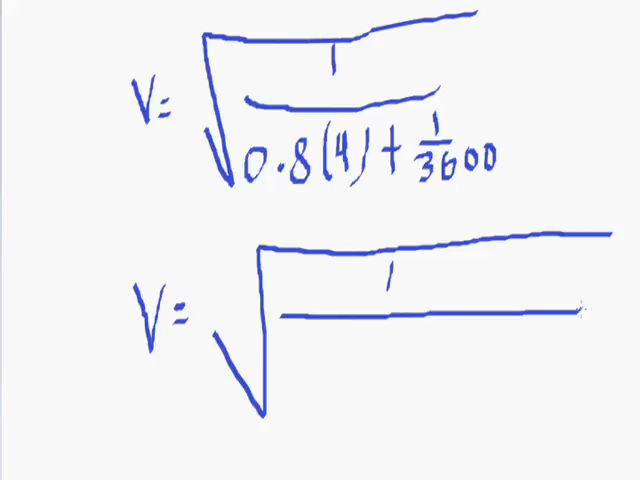 V = √(1 / (0.8(4) + 1/3600))
V = √(1 / )